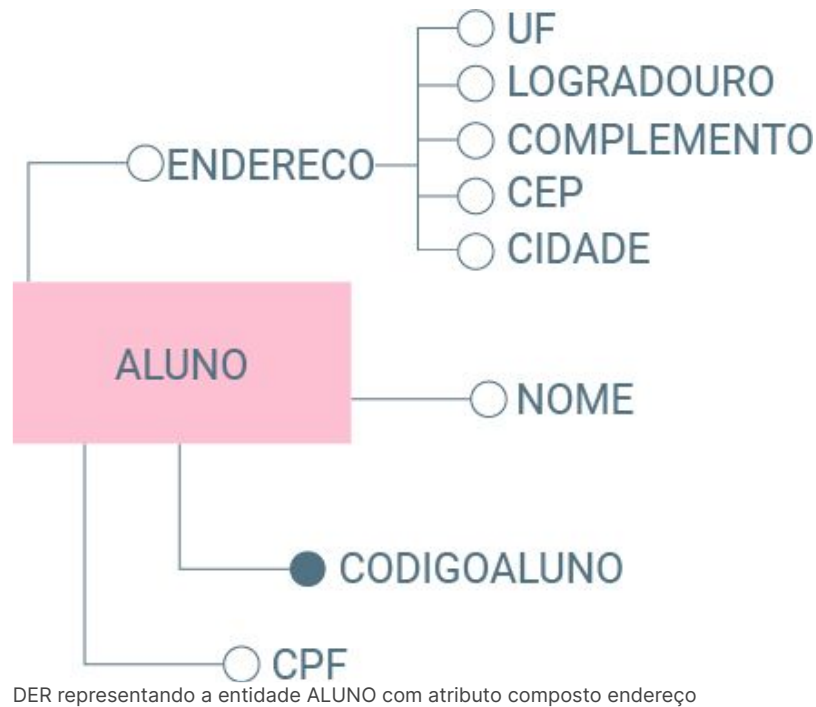 UF
LOGRADOURO
COMPLEMENTO
ENDERECO
CEP
CIDADE
ALUNO
NOME
CODIGOALUNO
CPF
DER representando a entidade ALUNO com atributo composto endereço